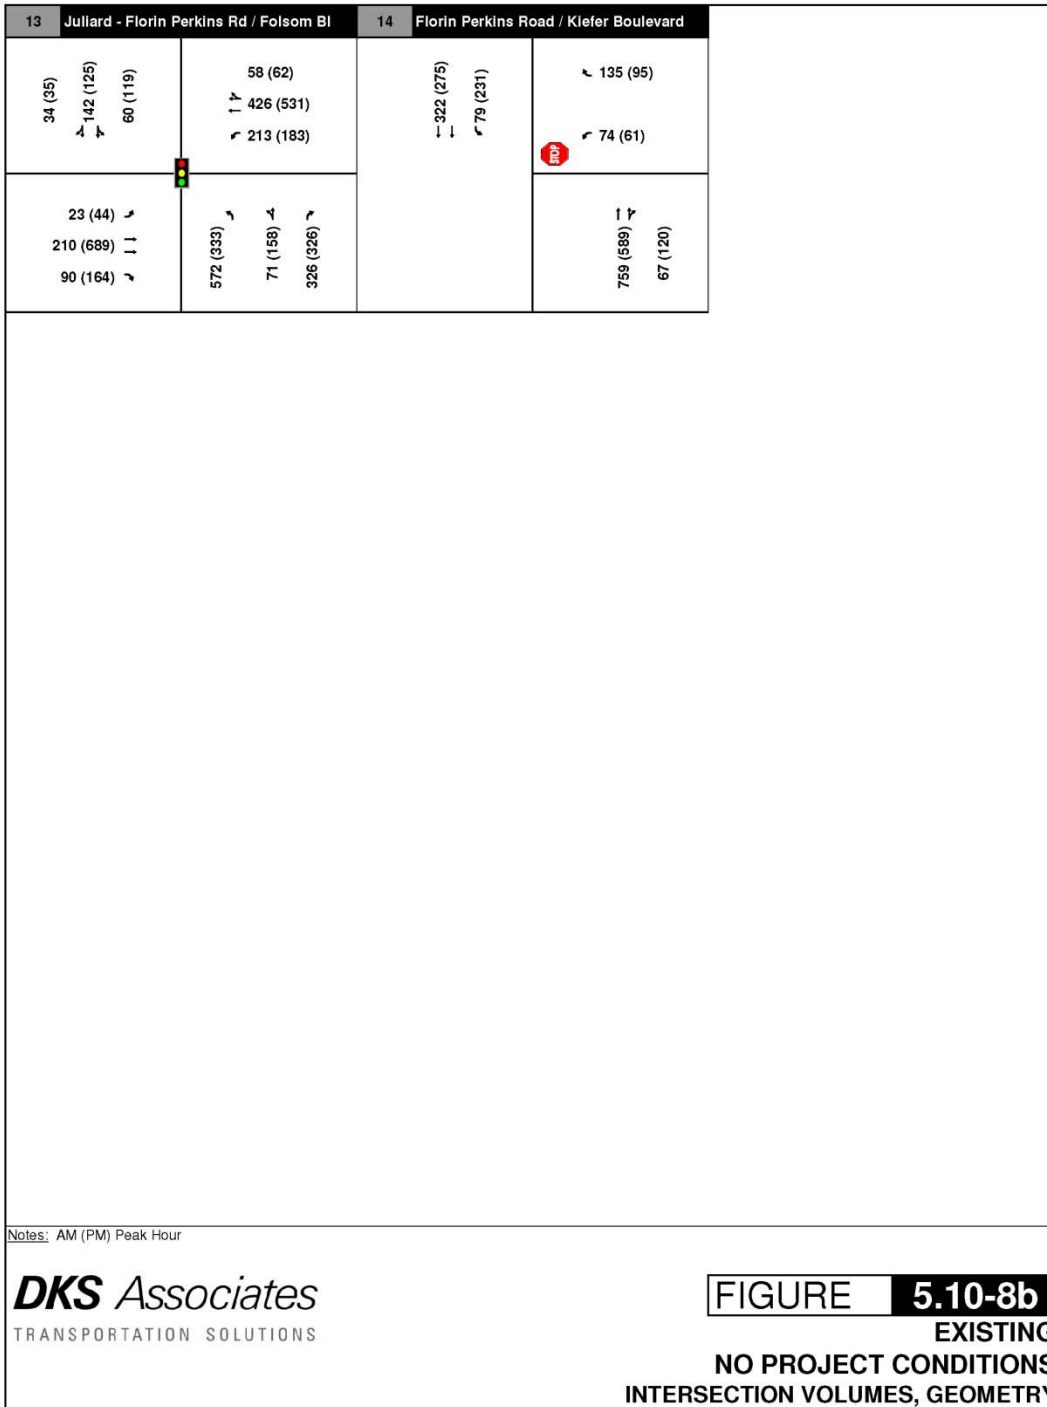 13 Juliard - Florin Perkins Rd / Folsom Bl
34 (35)
142 (125)
60 (119)
58 (62)
426 (531)
213 (183)
23 (44)
210 (689)
90 (164)
572 (333)
71 (158)
326 (326)
14 Florin Perkins Road / Kiefer Boulevard
322 (275)
79 (231)
135 (95)
74 (61)
STOP
759 (589)
67 (120)
Notes: AM (PM) Peak Hour
DKS Associates
TRANSPORTATION SOLUTIONS
FIGURE 5.10-8b
EXISTING
NO PROJECT CONDITIONS
INTERSECTION VOLUMES, GEOMETRY